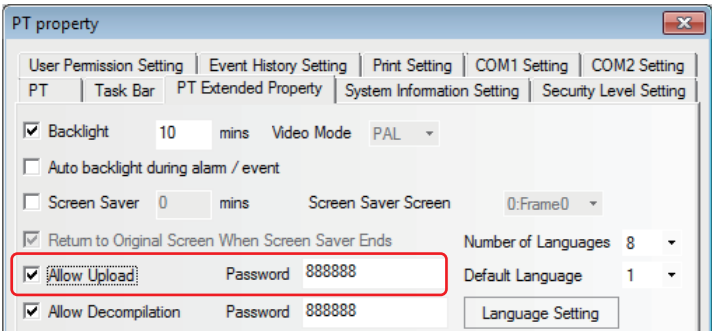 PT property
User Permission Setting Event History Setting Print Setting COM1 Setting COM2 Setting
PT Task Bar PT Extended Property System Information Setting Security Level Setting
Backlight 10 mins Video Mode PAL
Auto backlight during alarm / event
Screen Saver 0 mins Screen Saver Screen 0:Frame0
Return to Original Screen When Screen Saver Ends Number of Languages 8
Allow Upload Password 888888 Default Language 1
Allow Decompilation Password 888888 Language Setting